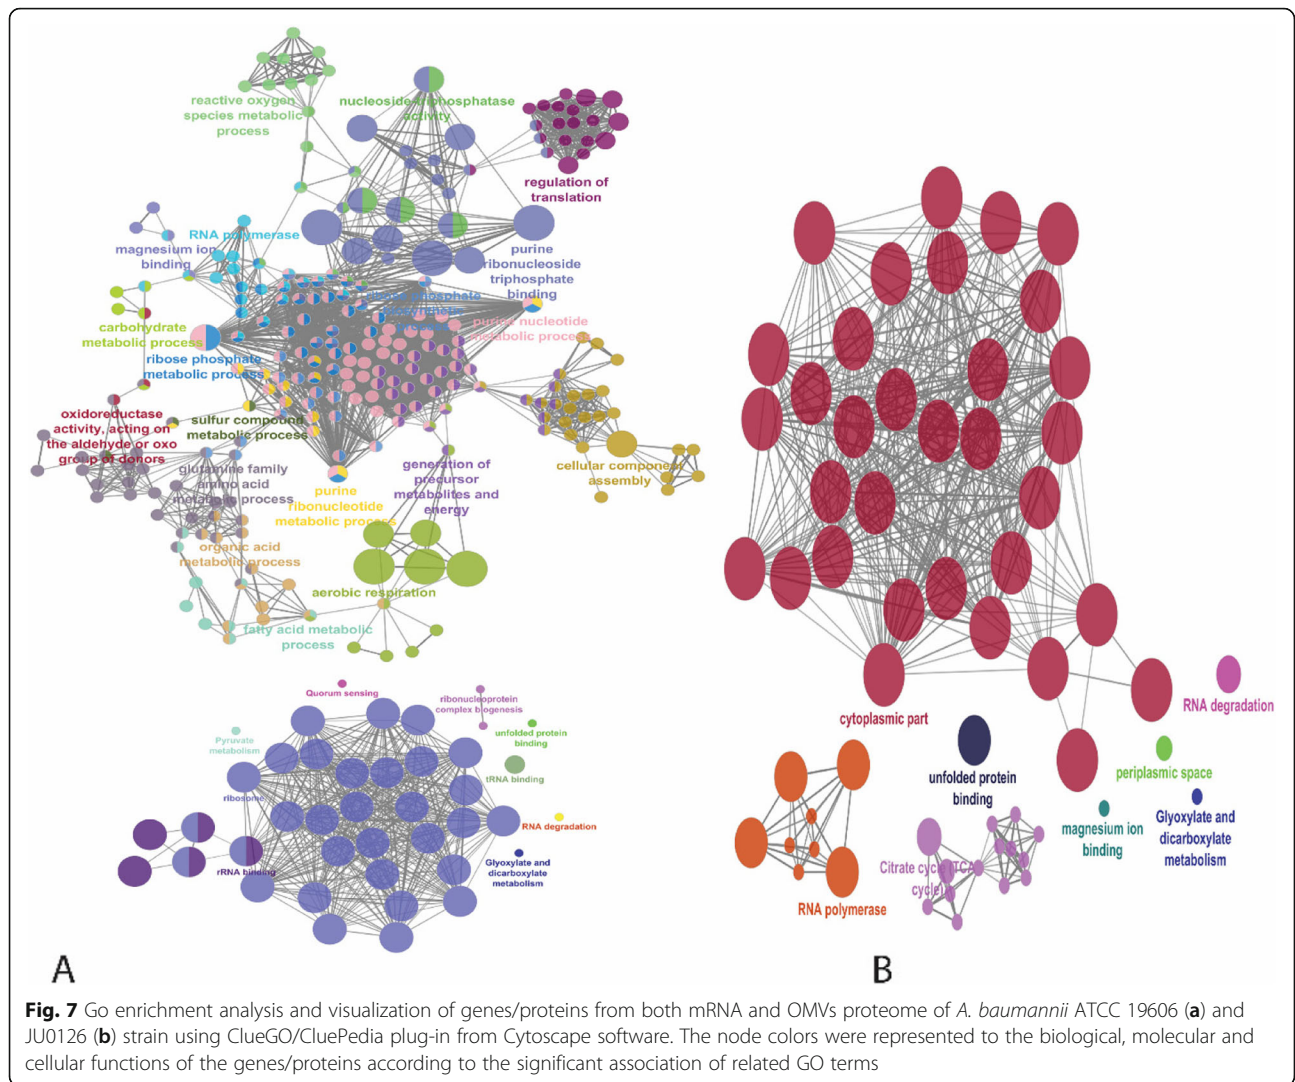 reactive oxygen
species metabolic
process
nucleoside-triphosphatase
activity
regulation of
translation
RNA polymerase
magnesium ion
binding
purine
ribonucleoside
triphosphate
binding
ribose phosphate
biosynthetic
process
purine nucleotide
metabolic process
carbohydrate
metabolic process
ribose phosphate
metabolic process
oxidoreductase
activity, acting on
the aldehyde or oxo
group of donors
sulfur compound
metabolic process
glutamine family
amino acid
metabolic process
generation of
precursor
metabolites and
energy
cellular component
assembly
purine
ribonucleotide
metabolic process
organic acid
metabolic process
aerobic respiration
fatty acid metabolic
process
Quorum sensing
ribonucleoprotein
complex biogenesis
Pyruvate
metabolism
unfolded protein
binding
tRNA binding
ribosome
RNA degradation
Glyoxylate and
dicarboxylate
metabolism
rRNA binding
A
cytoplasmic part
RNA degradation
unfolded protein
binding
periplasmic space
magnesium ion
binding
Glyoxylate and
dicarboxylate
metabolism
Citrate cycle (TCA
cycle)
RNA polymerase
B
Fig. 7 Go enrichment analysis and visualization of genes/proteins from both mRNA and OMVs proteome of A. baumannii ATCC 19606 (a) and
JU0126 (b) strain using ClueGO/CluePedia plug-in from Cytoscape software. The node colors were represented to the biological, molecular and
cellular functions of the genes/proteins according to the significant association of related GO terms